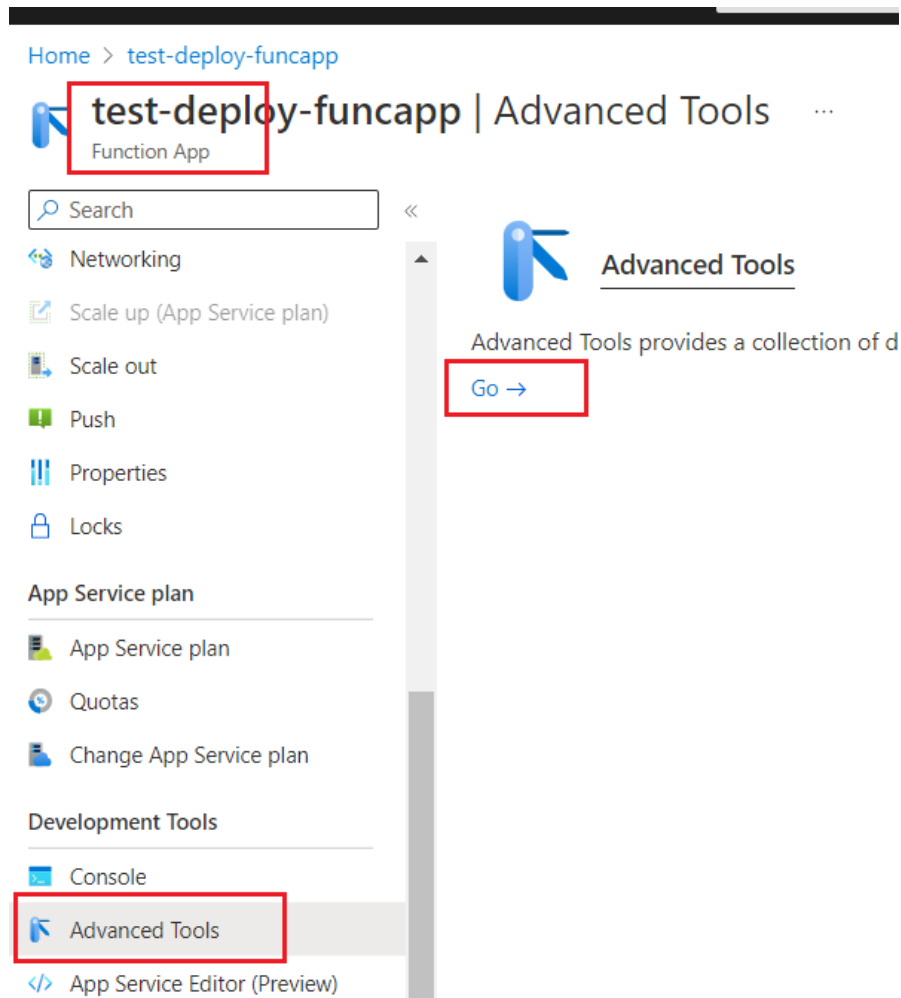 Home > test-deploy-funcapp
test-deploy-funcapp | Advanced Tools ...
Function App
Search «
Networking
Scale up (App Service plan)
Scale out
Push
Properties
Locks
App Service plan
App Service plan
Quotas
Change App Service plan
Development Tools
Console
Advanced Tools
App Service Editor (Preview)
Advanced Tools
Advanced Tools provides a collection of d
Go →